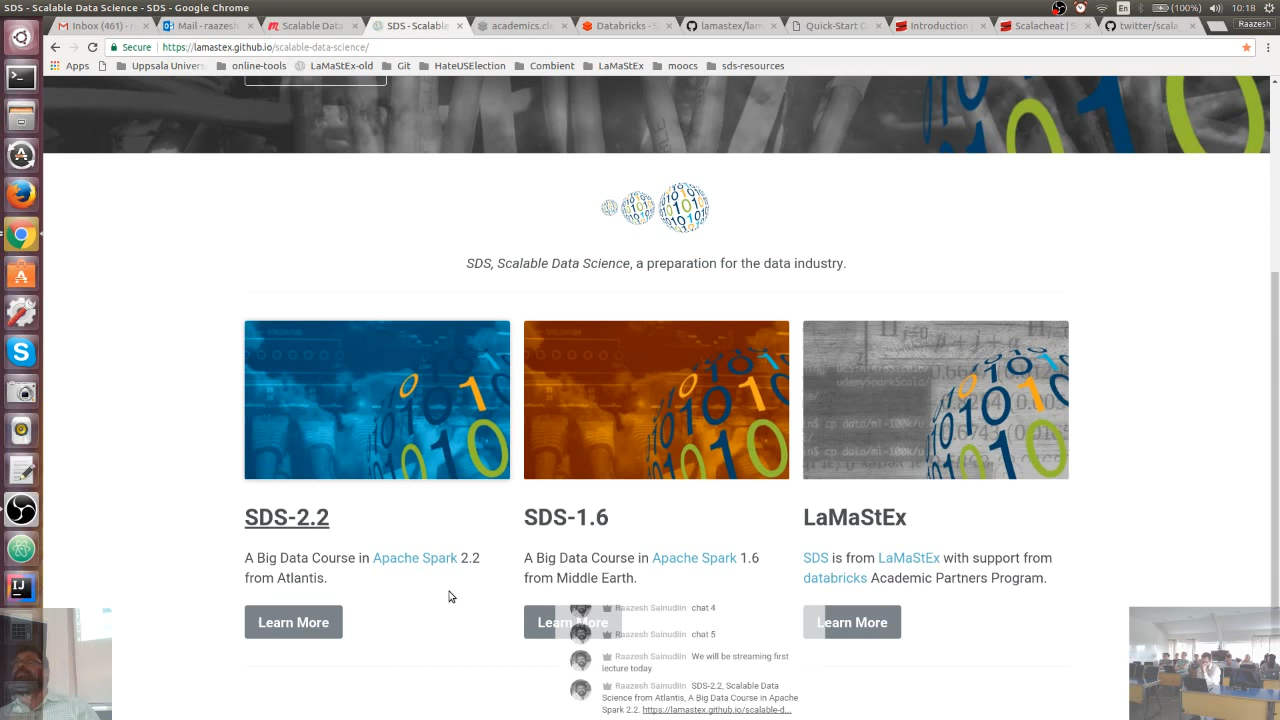 SDS - Scalable Data Science - Google Chrome
En (100%) 10:18 Raazesh
Inbox (461) - r
Mail - raazesh
Scalable Data
SDS - Scalable
academics.clo
Databricks - S
lamastex/lam
Quick-Start G
Introduction
Scalacheat | S
twitter/scala
Raazesh
Secure https://lamastex.github.io/scalable-data-science/
Apps Uppsala Univers online-tools LaMaStEx-old Git HateUSElection Combient LaMaStEx moocs sds-resources
SDS, Scalable Data Science, a preparation for the data industry.
SDS-2.2
A Big Data Course in Apache Spark 2.2
from Atlantis.
Learn More
SDS-1.6
A Big Data Course in Apache Spark 1.6
from Middle Earth.
Learn More
LaMaStEx
SDS is from LaMaStEx with support from
databricks Academic Partners Program.
Learn More
Raazesh Sainudiin chat 4
Raazesh Sainudiin chat 5
Raazesh Sainudiin We will be streaming first
lecture today.
Raazesh Sainudiin SDS-2.2, Scalable Data
Science from Atlantis, A Big Data Course in Apache
Spark 2.2. https://lamastex.github.io/scalable-d...